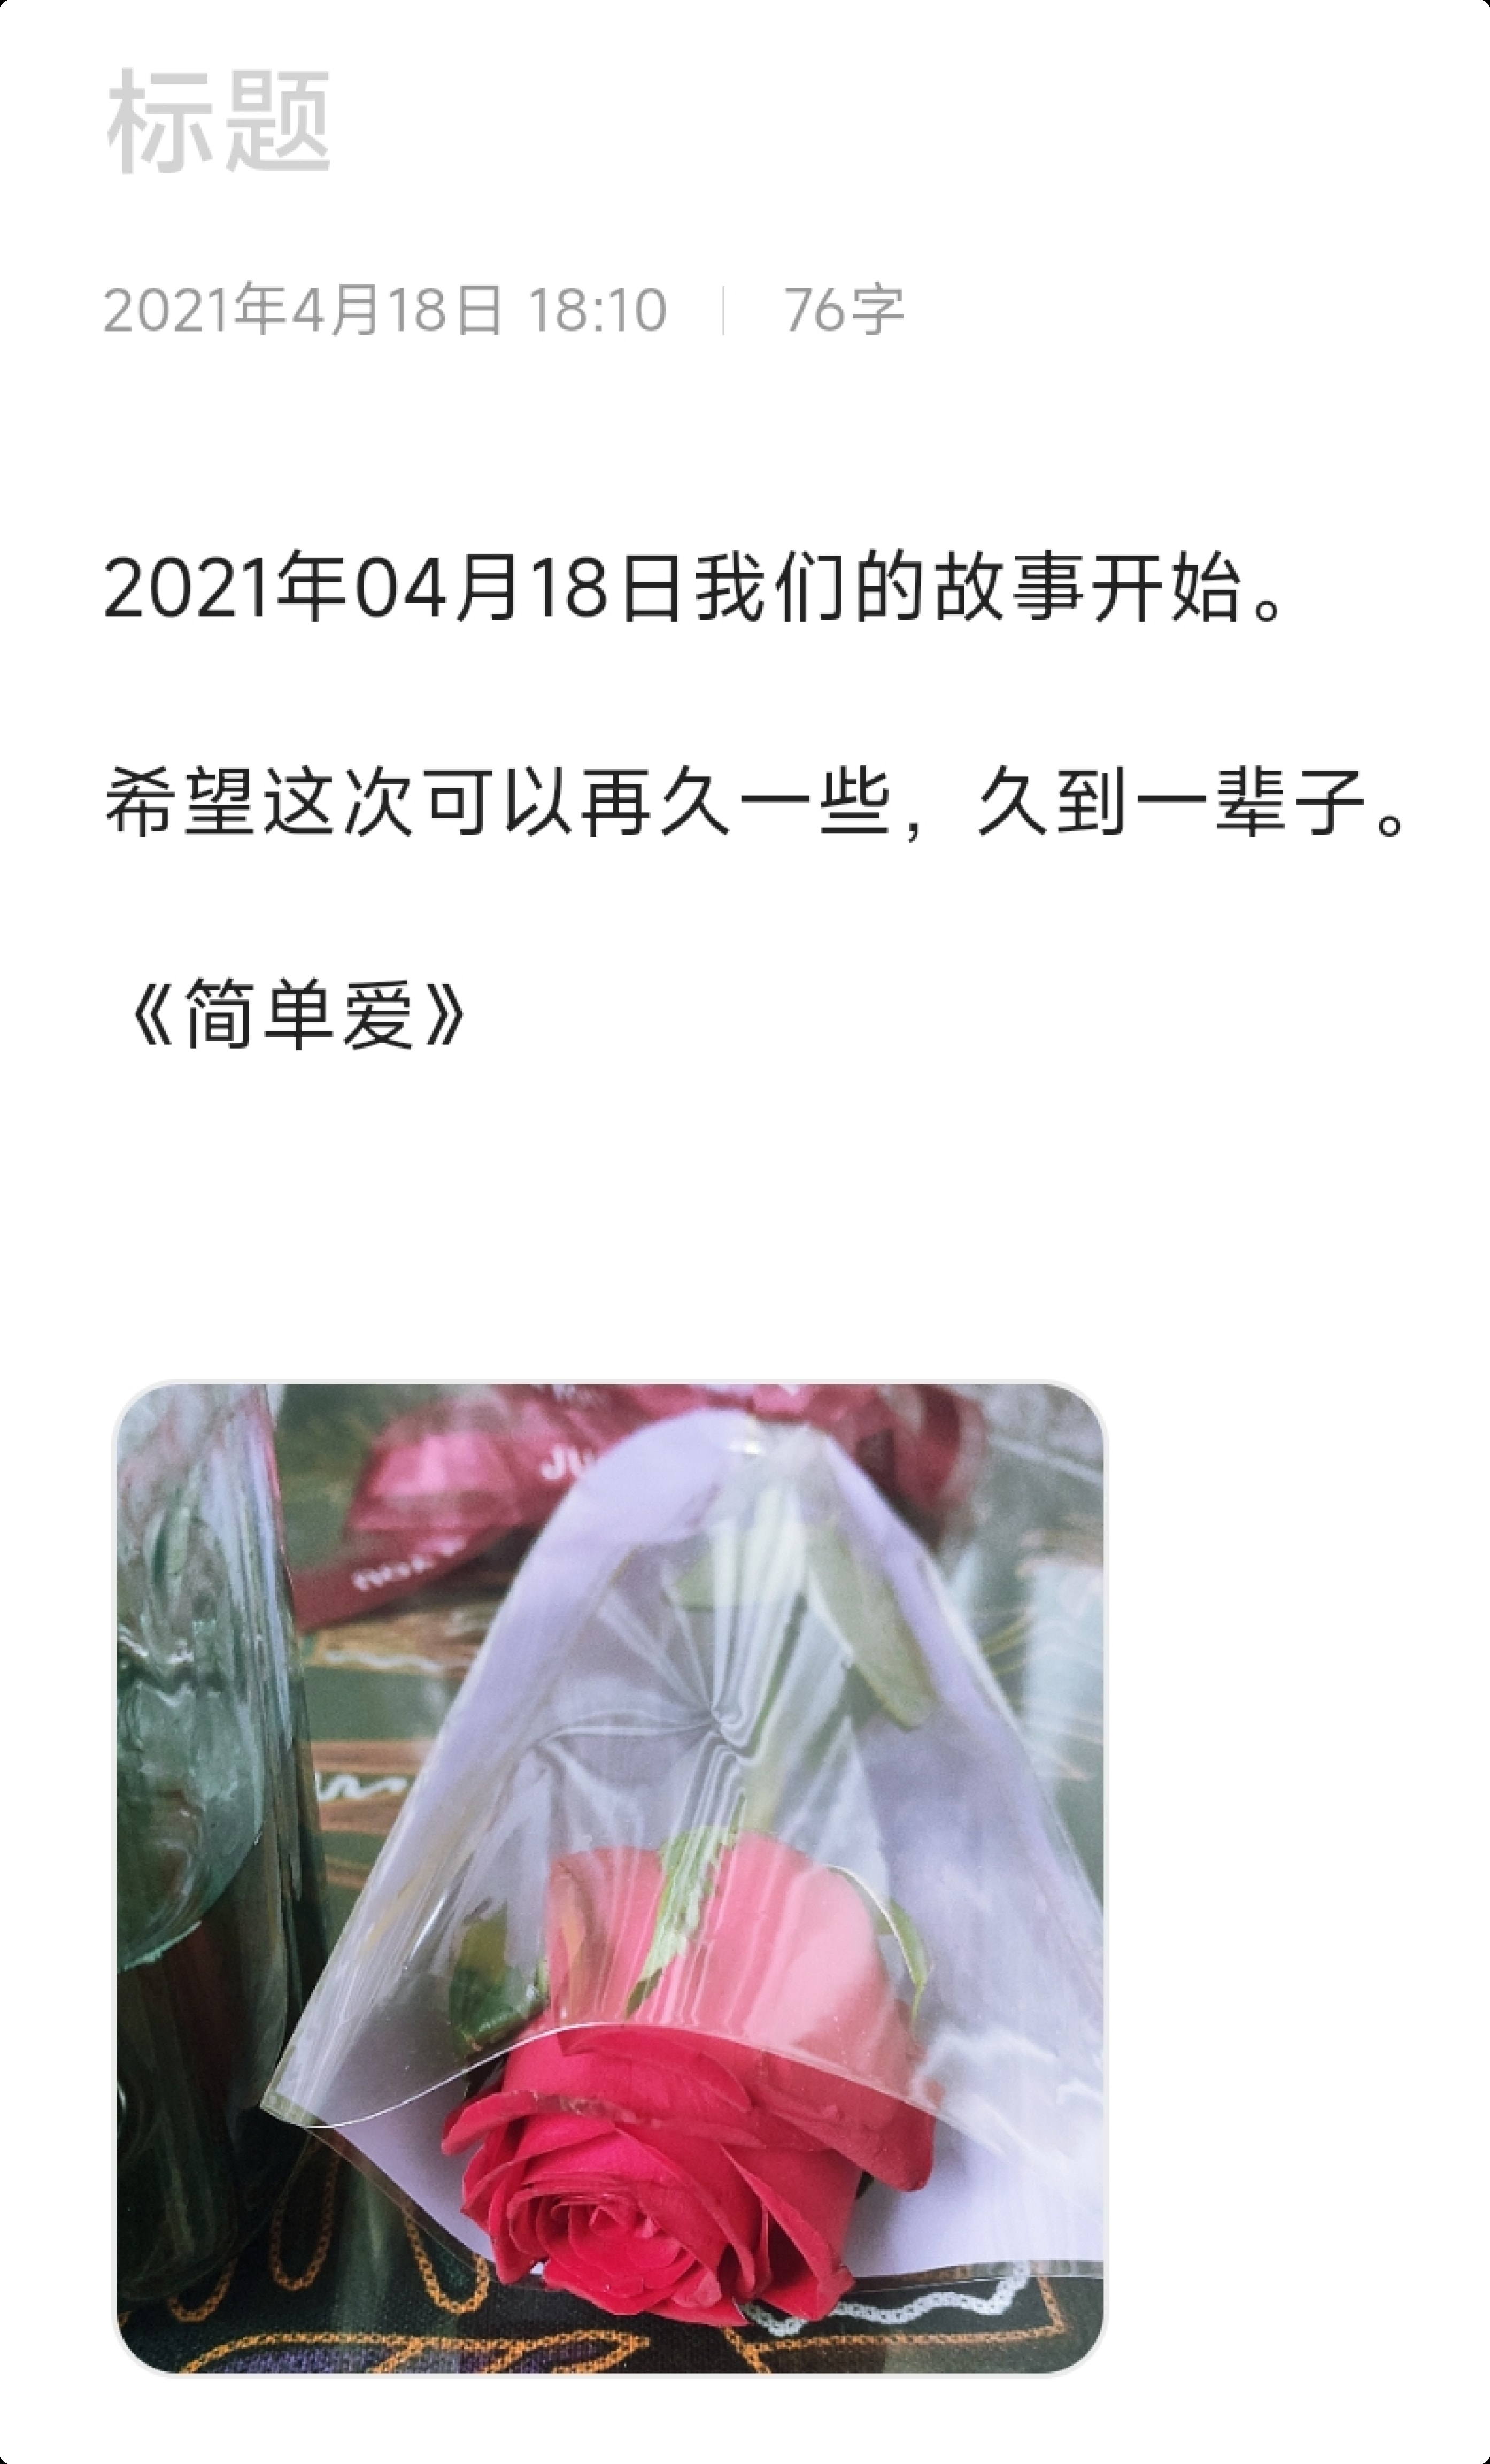 标题
2021年4月18日 18:10 | 76字
2021年04月18日我们的故事开始。
希望这次可以再久一些，久到一辈子。
《简单爱》